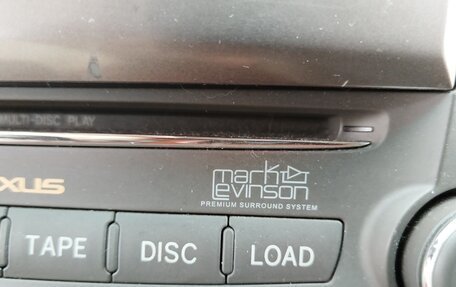 MULTI-DISC PLAY
XUS
mark
levinson
PREMIUM SURROUND SYSTEM
TAPE DISC LOAD